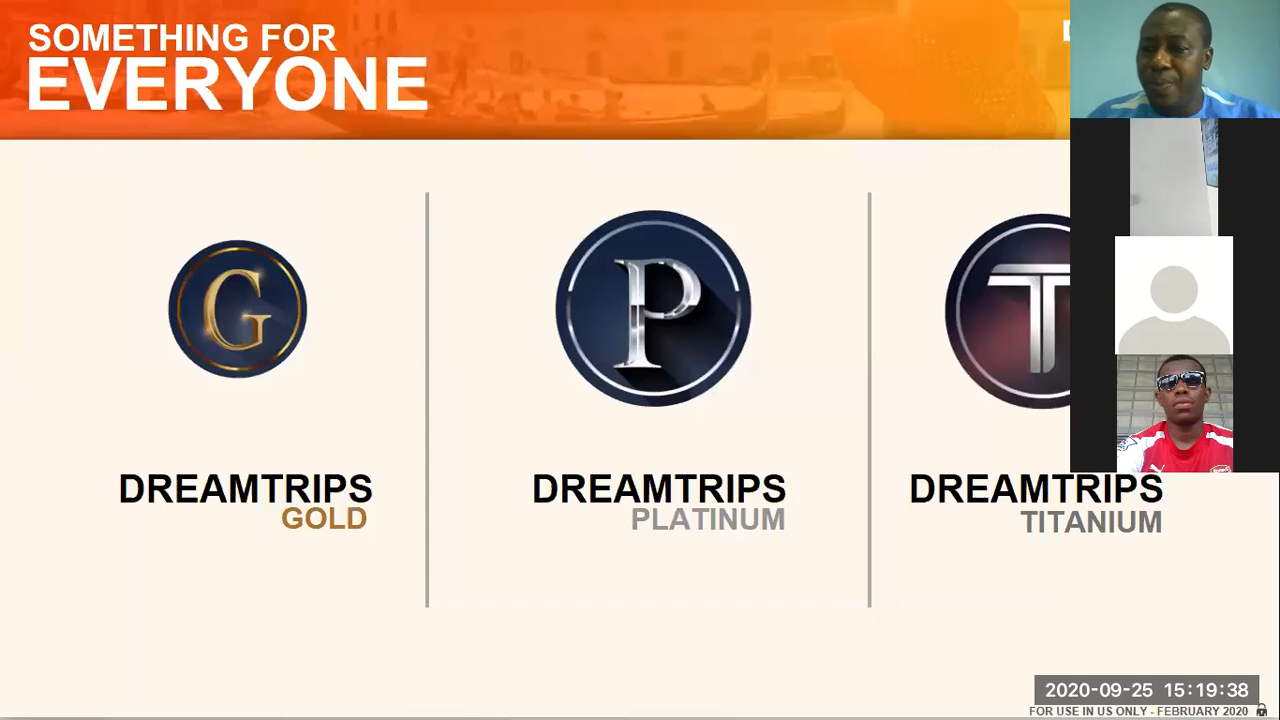 SOMETHING FOR
EVERYONE
G
P
T
DREAMTRIPS
GOLD
DREAMTRIPS
PLATINUM
DREAMTRIPS
TITANIUM
2020-09-25 15:19:38
FOR USE IN US ONLY - FEBRUARY 2020